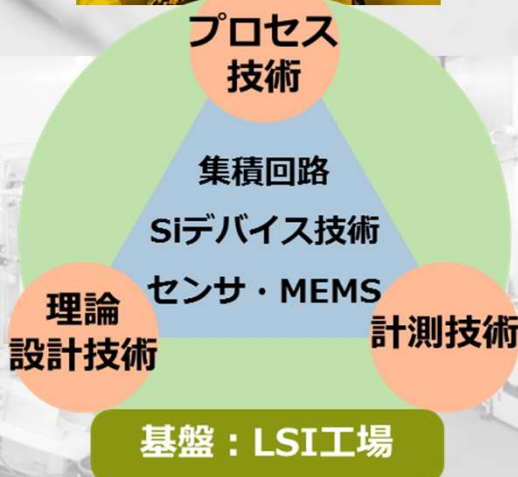 プロセス
技術
集積回路
Siデバイス技術
センサ・MEMS
理論
設計技術
計測技術
基盤：LSI工場